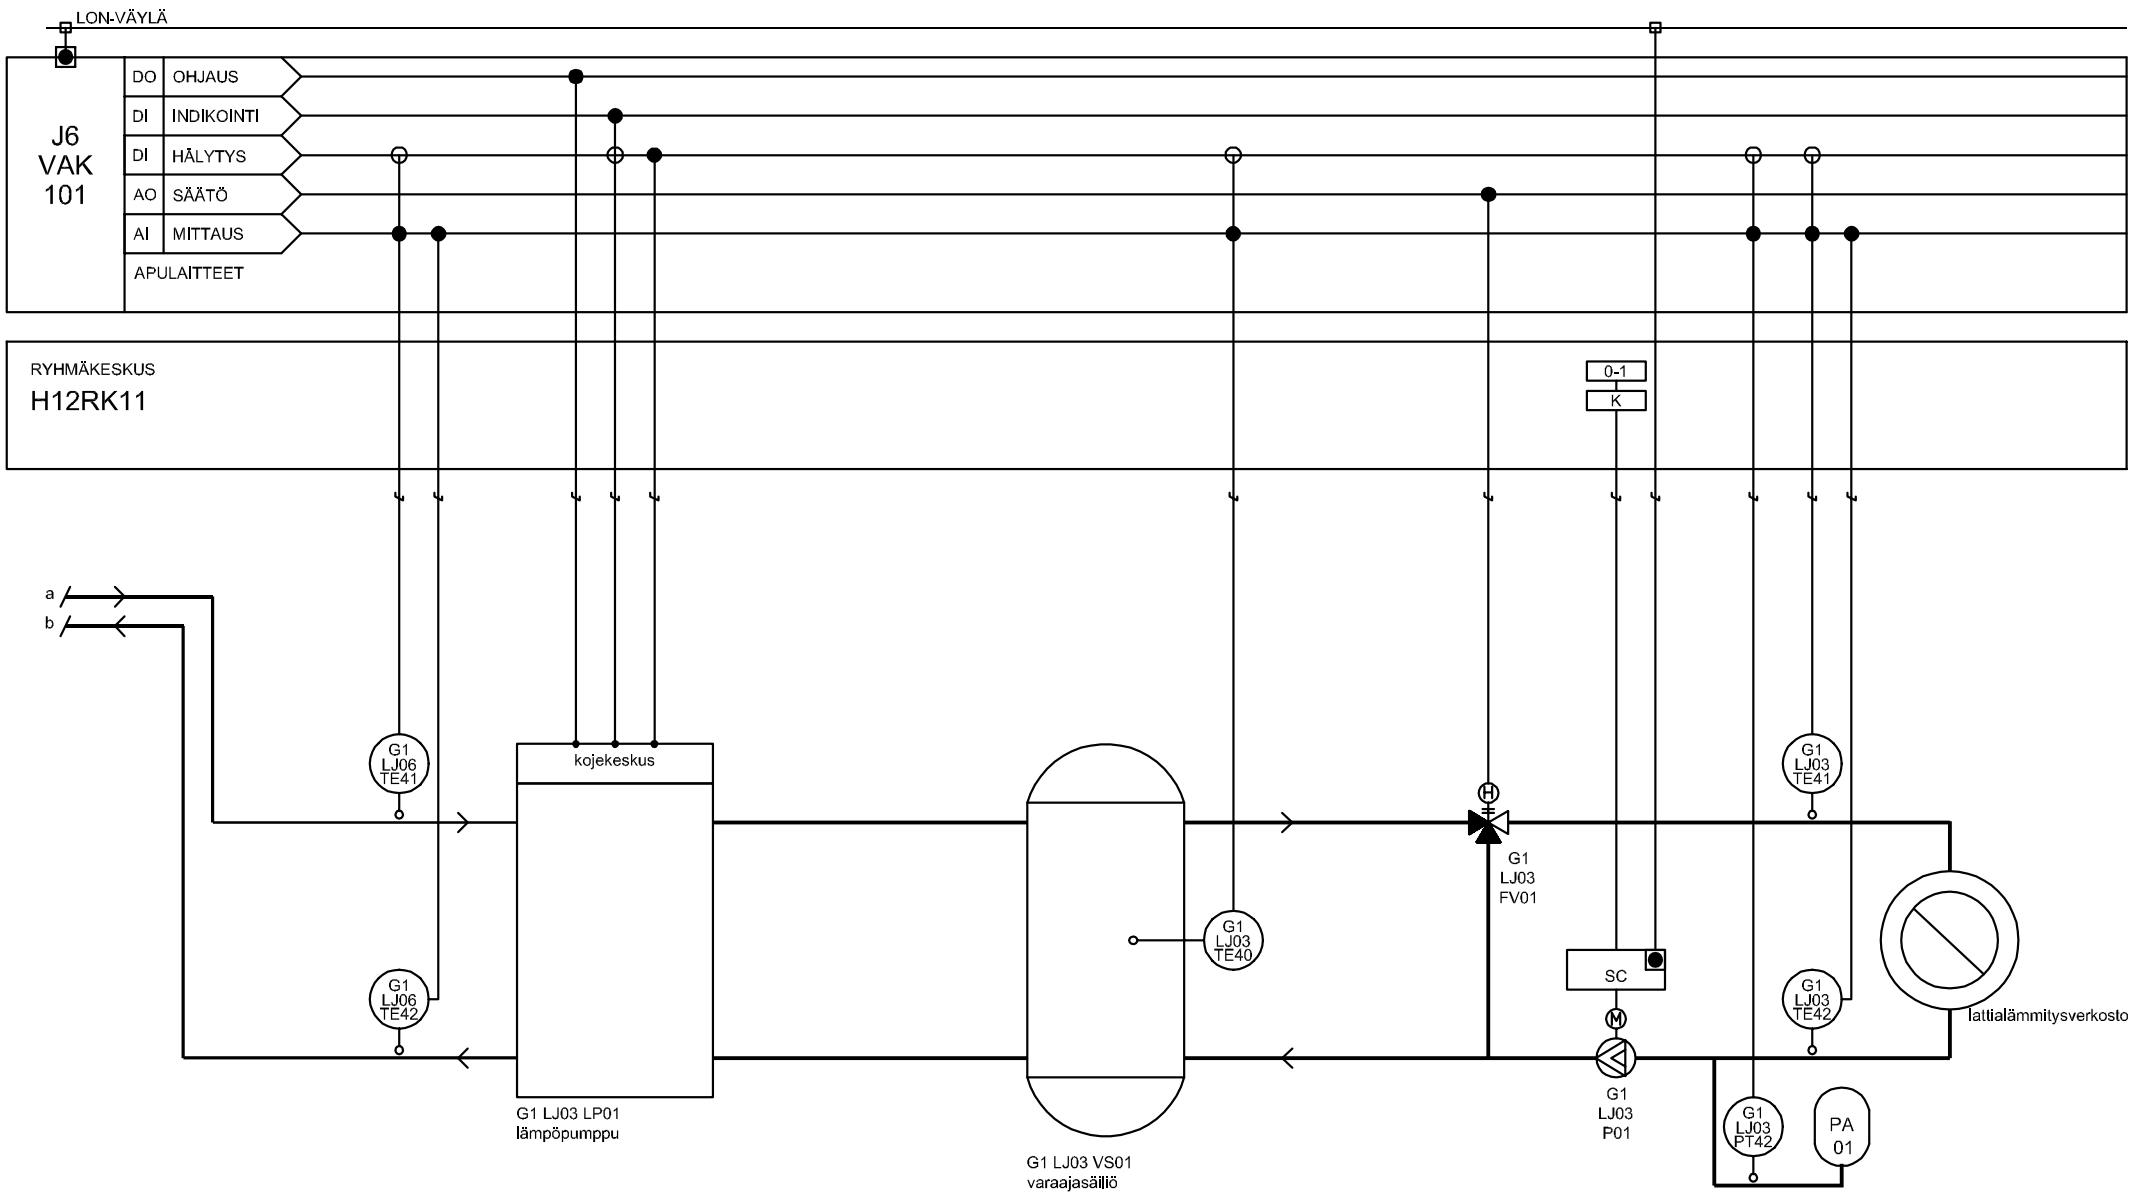 LON-VÄYLÄ
J6
VAK
101
DO OHJAUS
DI INDIKOINTI
DI HÄLYTYS
AO SÄÄTÖ
AI MITTAUS
APULAITTEET
RYHMÄKESKUS
H12RK11
0-1
K
a
b
G1
LJ06
TE41
kojekeskus
G1
LJ03
TE41
G1
LJ03
FV01
G1
LJ03
TE40
SC
G1
LJ06
TE42
G1
LJ03
TE42
H
M
lattialämmitysverkosto
G1 LJ03 LP01
lämpöpumppu
G1
LJ03
P01
G1
LJ03
PT42
PA
01
G1 LJ03 VS01
varaajasäiliö